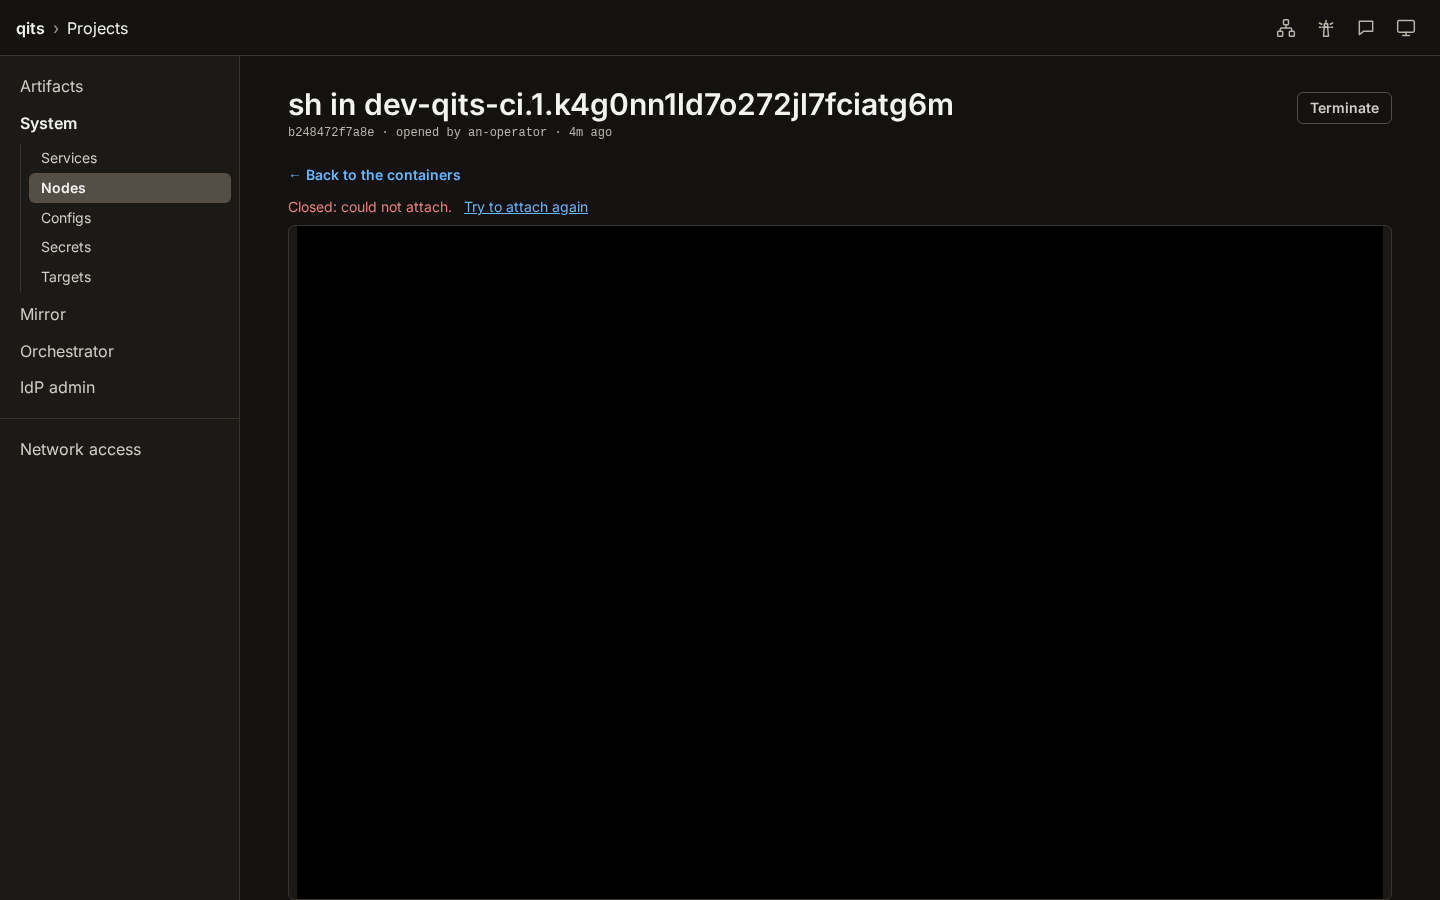 qits › Projects
Artifacts
System
Services
Nodes
Configs
Secrets
Targets
Mirror
Orchestrator
IdP admin
Network access
sh in dev-qits-ci.1.k4g0nn1ld7o272jl7fciatg6m
Terminate
b248472f7a8e · opened by an-operator · 4m ago
← Back to the containers
Closed: could not attach. Try to attach again